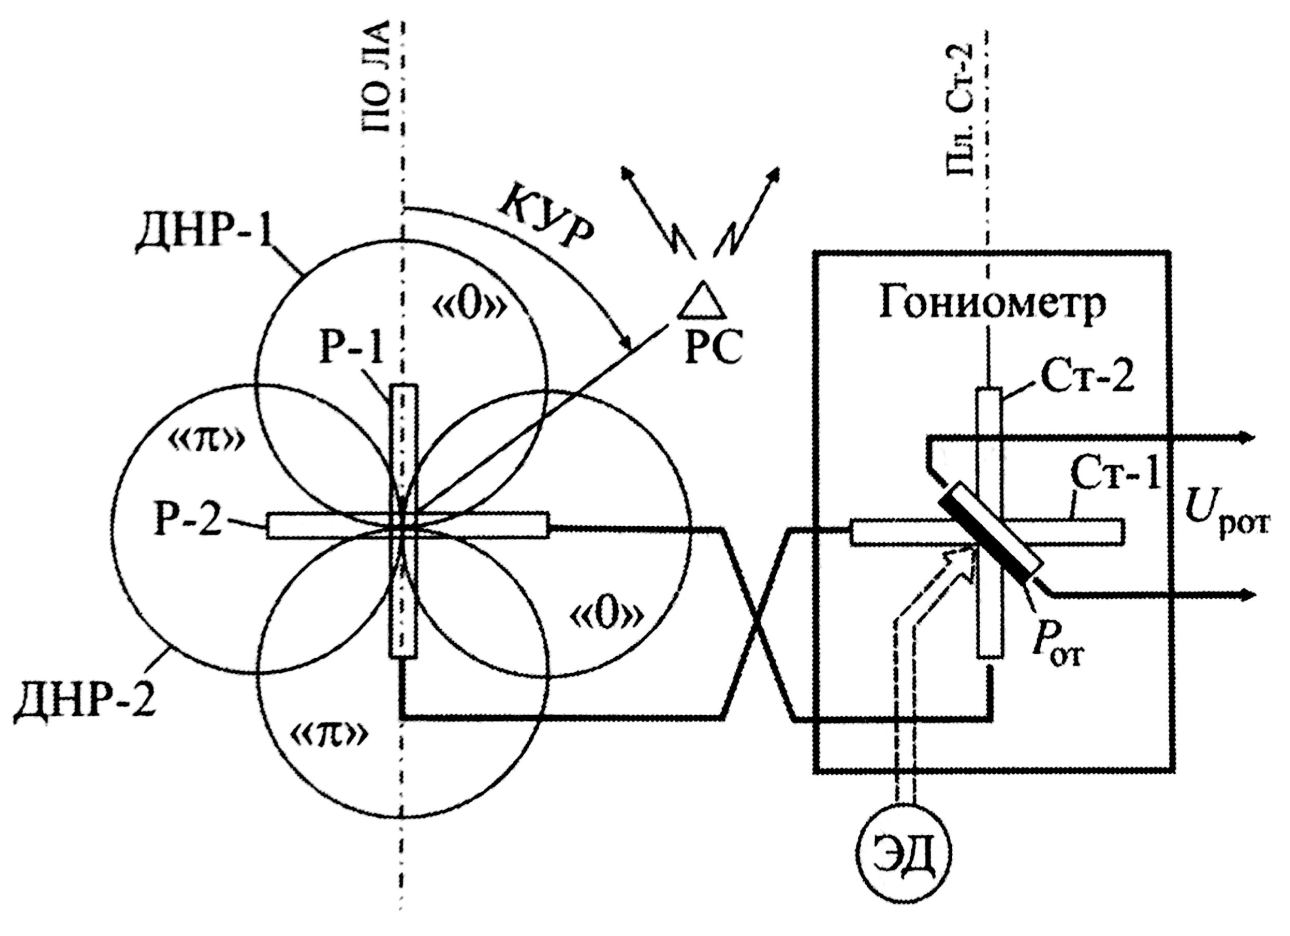 ПО ЛА
Пл. Ст-2
КУР
ДНР-1
«0»
Гониометр
Р-1
РС
Ст-2
«π»
Ст-1
Р-2
Uрот
«0»
Рот
ДНР-2
«π»
ЭД